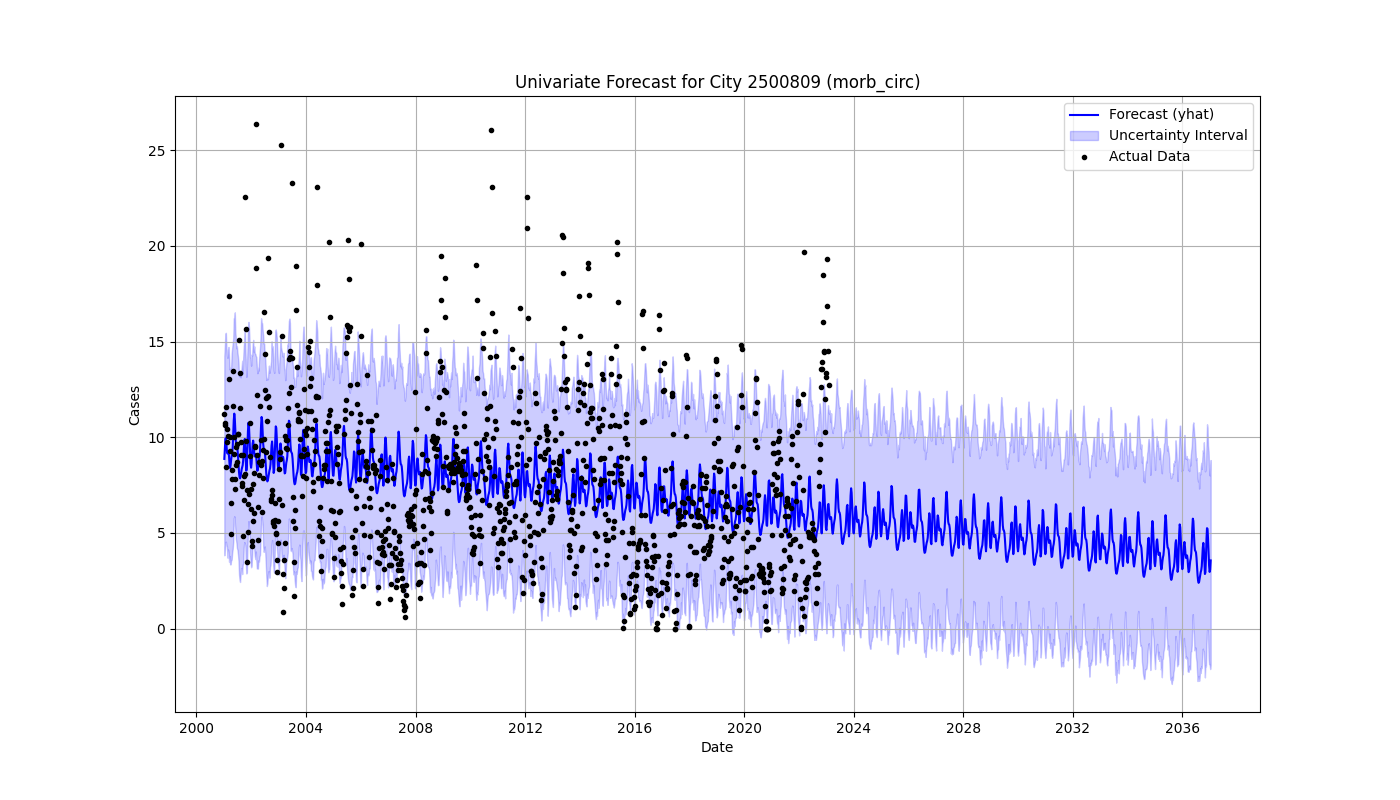 Univariate Forecast for City 2500809 (morb_circ)
Forecast (yhat)
Uncertainty Interval
Actual Data
Cases
25
20
15
10
5
0
2000 2004 2008 2012 2016 2020 2024 2028 2032 2036
Date